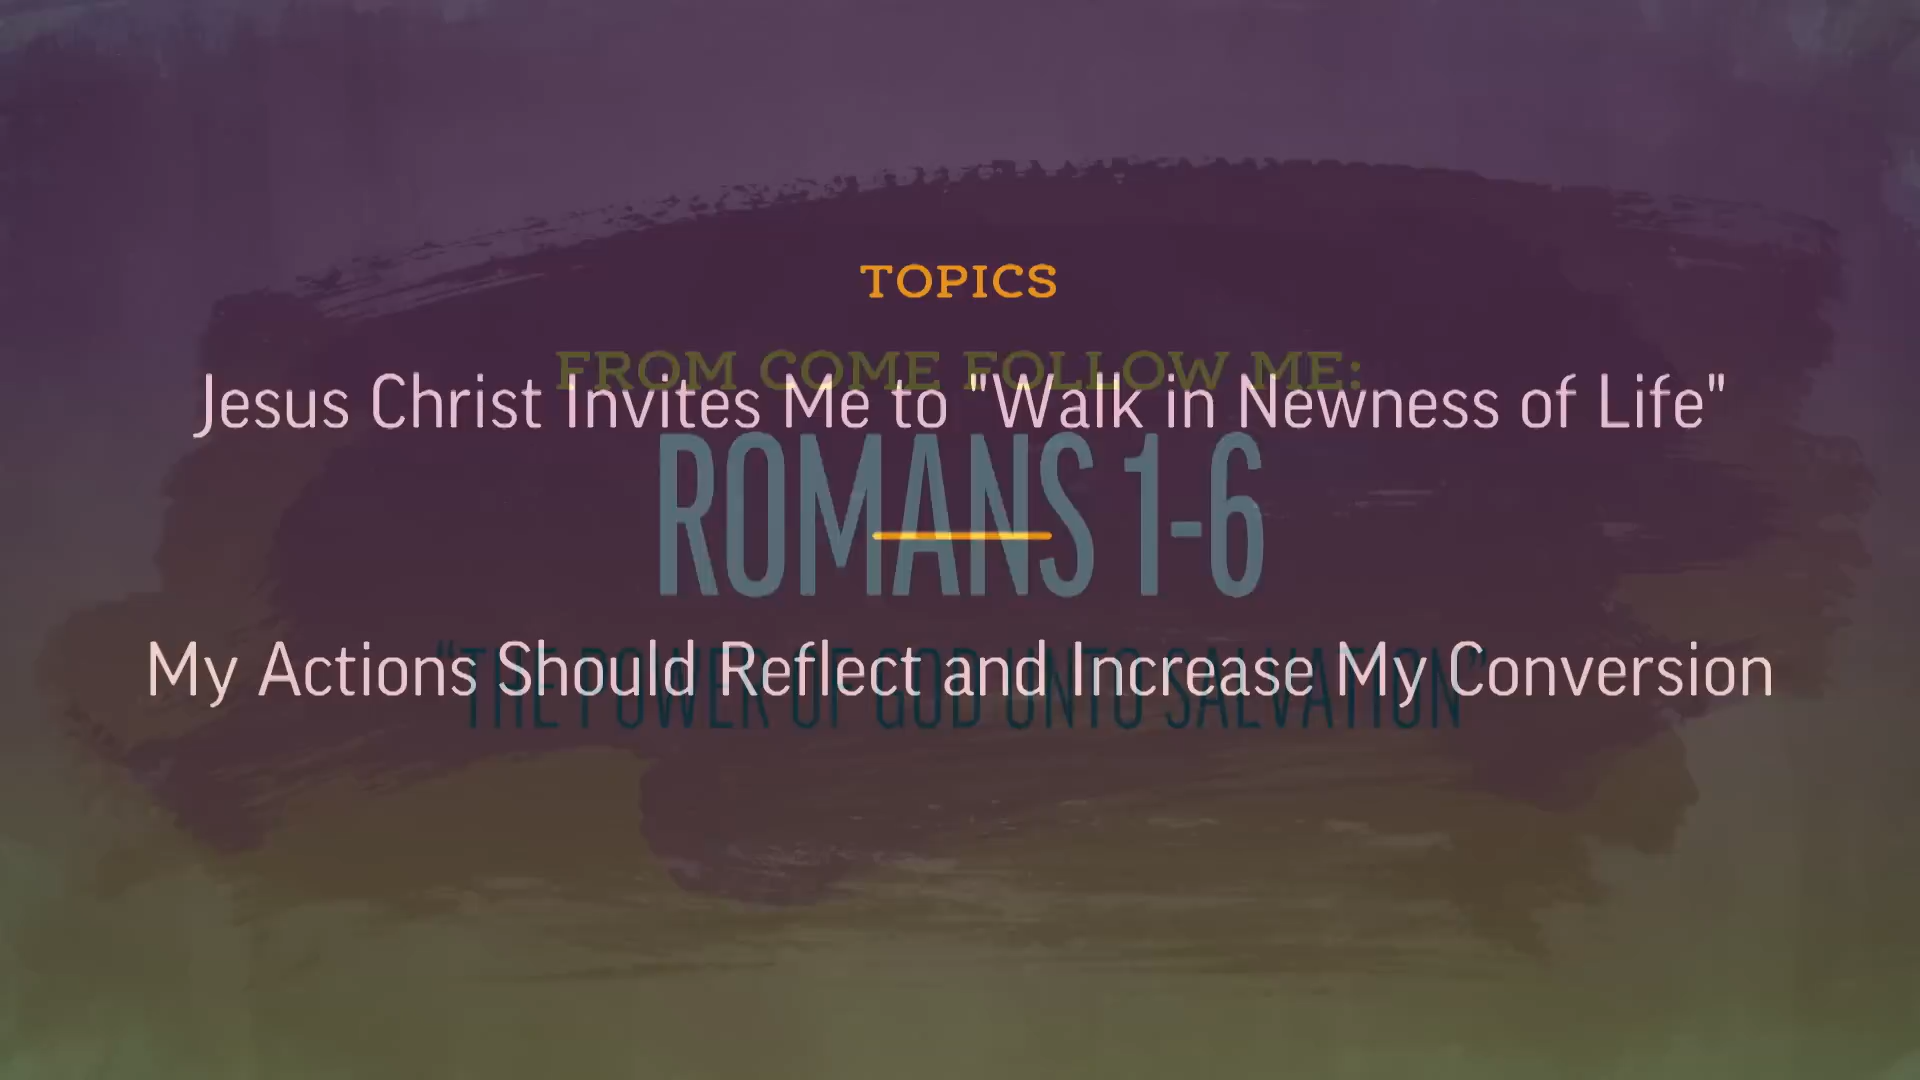 TOPICS
FROM COME FOLLOW ME:
Jesus Christ Invites Me to "Walk in Newness of Life"
ROMANS 1-6
My Actions Should Reflect and Increase My Conversion
“THE POWER OF GOD UNTO SALVATION”